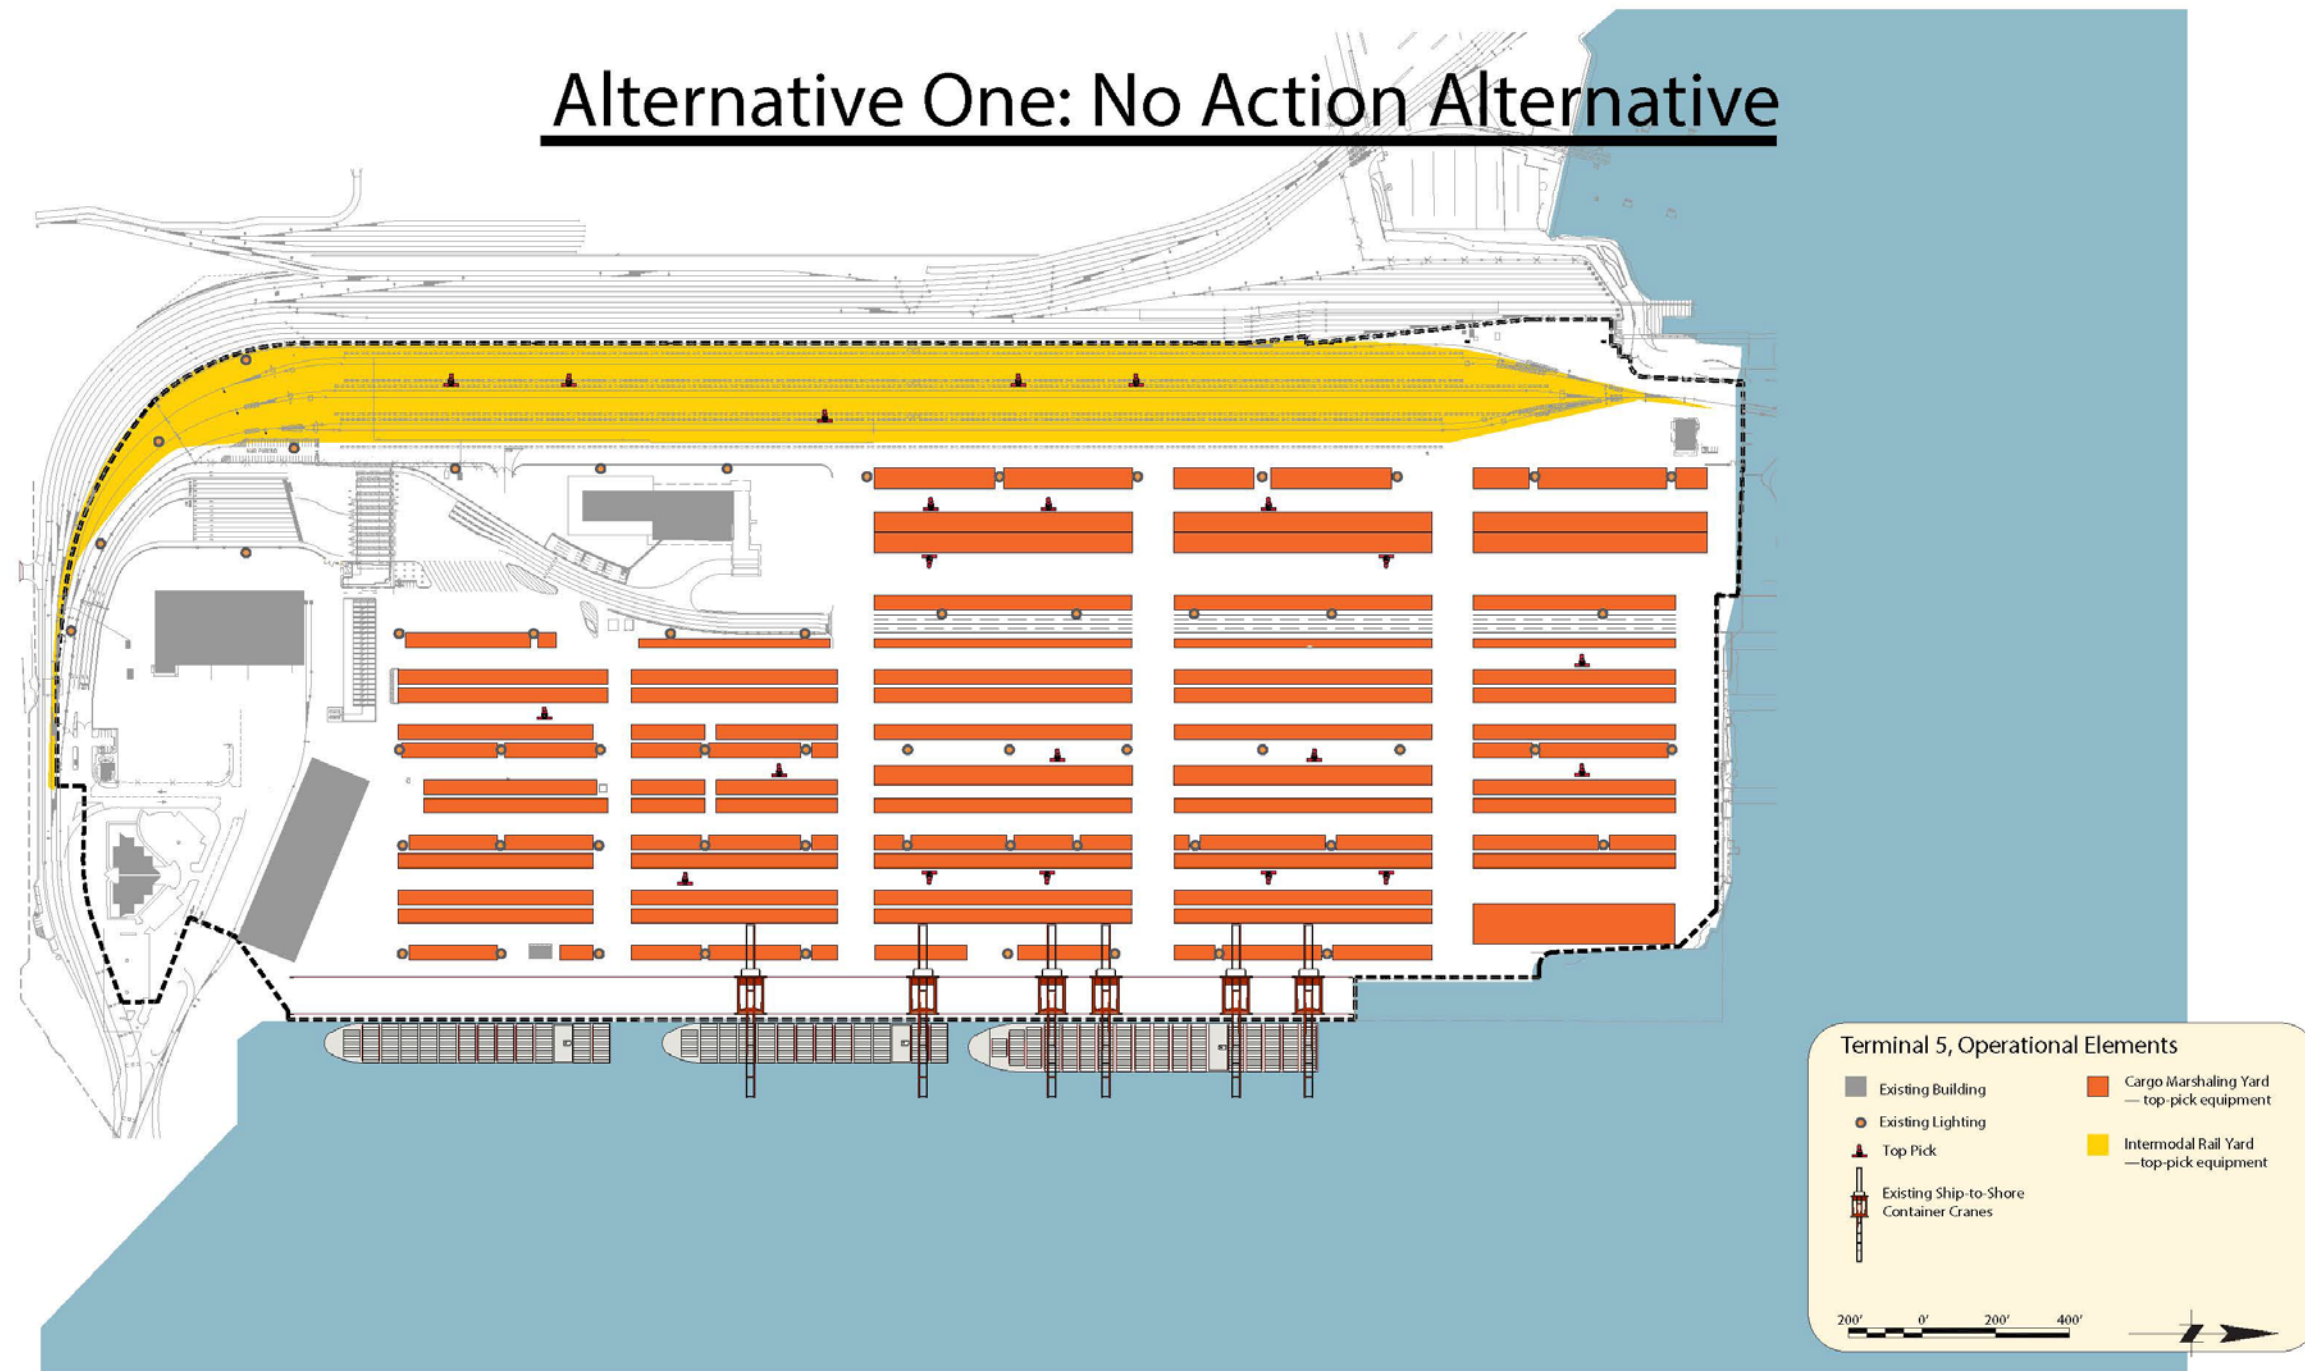 Alternative One: No Action Alternative
Terminal 5, Operational Elements
Existing Building
Existing Lighting
Top Pick
Existing Ship-to-Shore
Container Cranes
Cargo Marshaling Yard
— top-pick equipment
Intermodal Rail Yard
—top-pick equipment
200' 0' 200' 400'